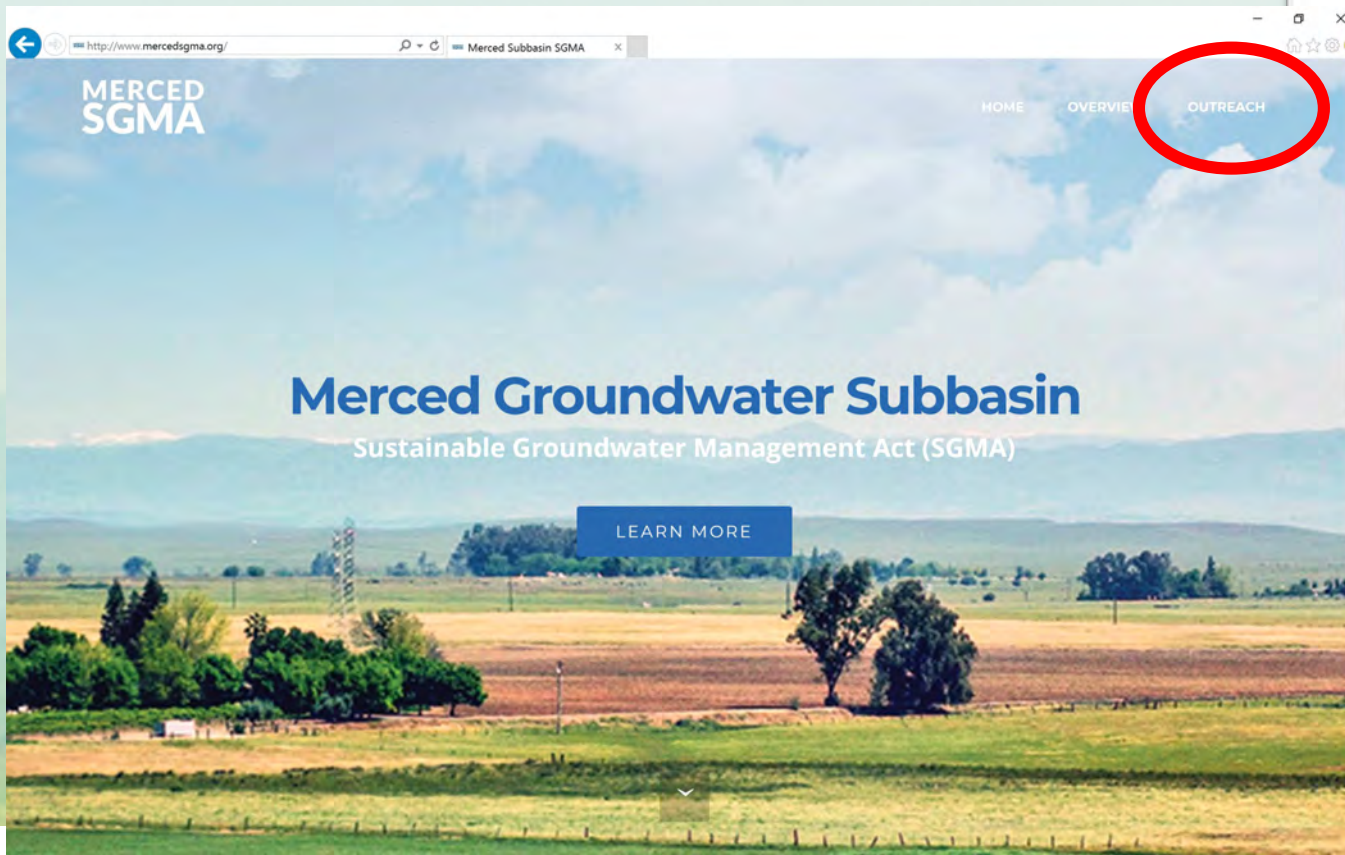 http://www.mercedsgma.org/
Merced Subbasin SGMA
MERCED
SGMA
HOME OVERVIEW OUTREACH
Merced Groundwater Subbasin
Sustainable Groundwater Management Act (SGMA)
LEARN MORE